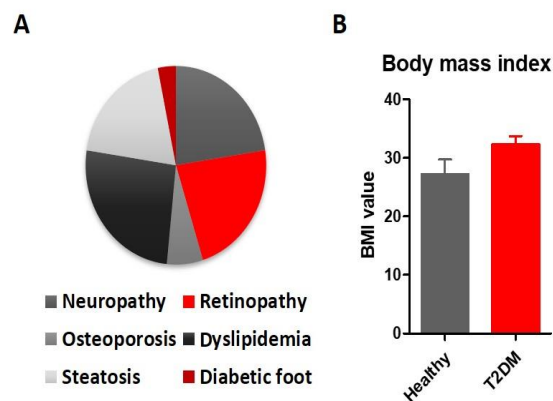 A
Neuropathy Retinopathy
Osteoporosis Dyslipidemia
Steatosis Diabetic foot
B
Body mass index
40
30
20
10
0
BMI value
Healthy
T2DM